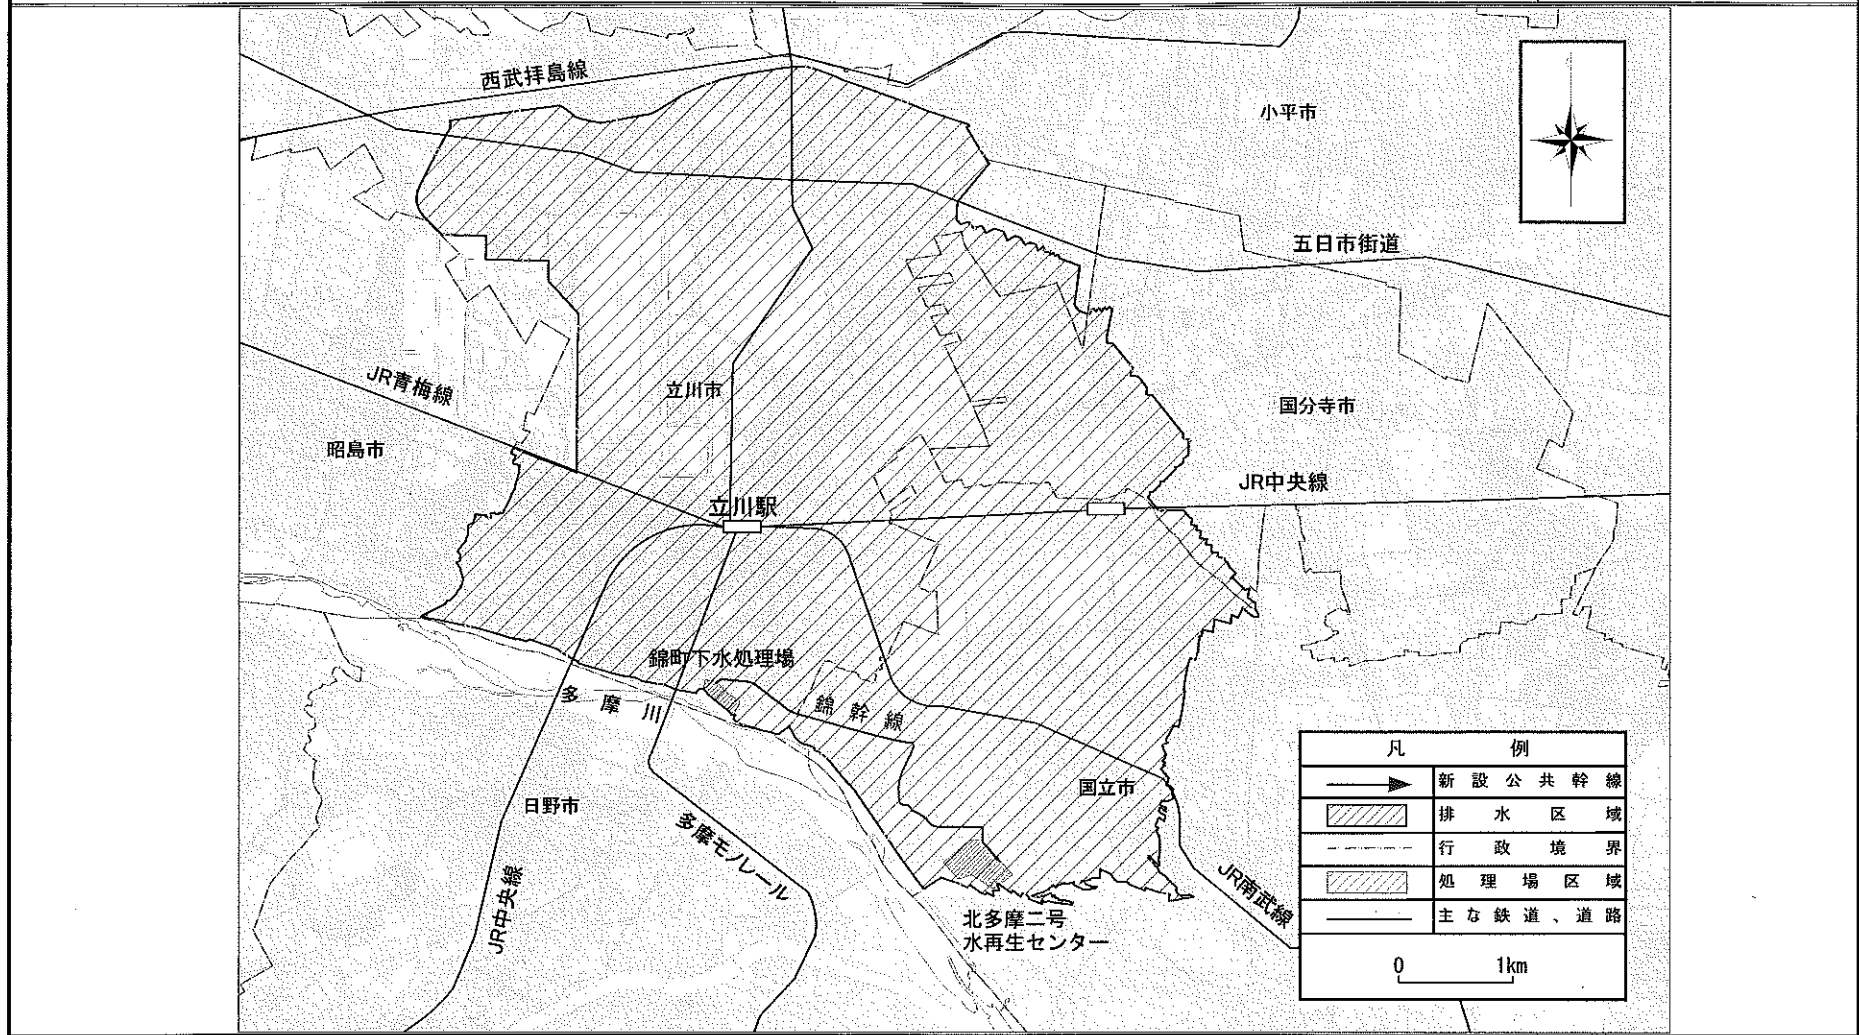 西武拝島線
小平市
五日市街道
JR青梅線
立川市
国分寺市
昭島市
JR中央線
立川駅
錦町下水処理場
多摩川
錦幹線
国立市
日野市
多摩モノレール
JR中央線
JR南武線
北多摩二号
水再生センター
凡例
新設公共幹線
排水区域
行政境界
処理場区域
主な鉄道、道路
0 1km